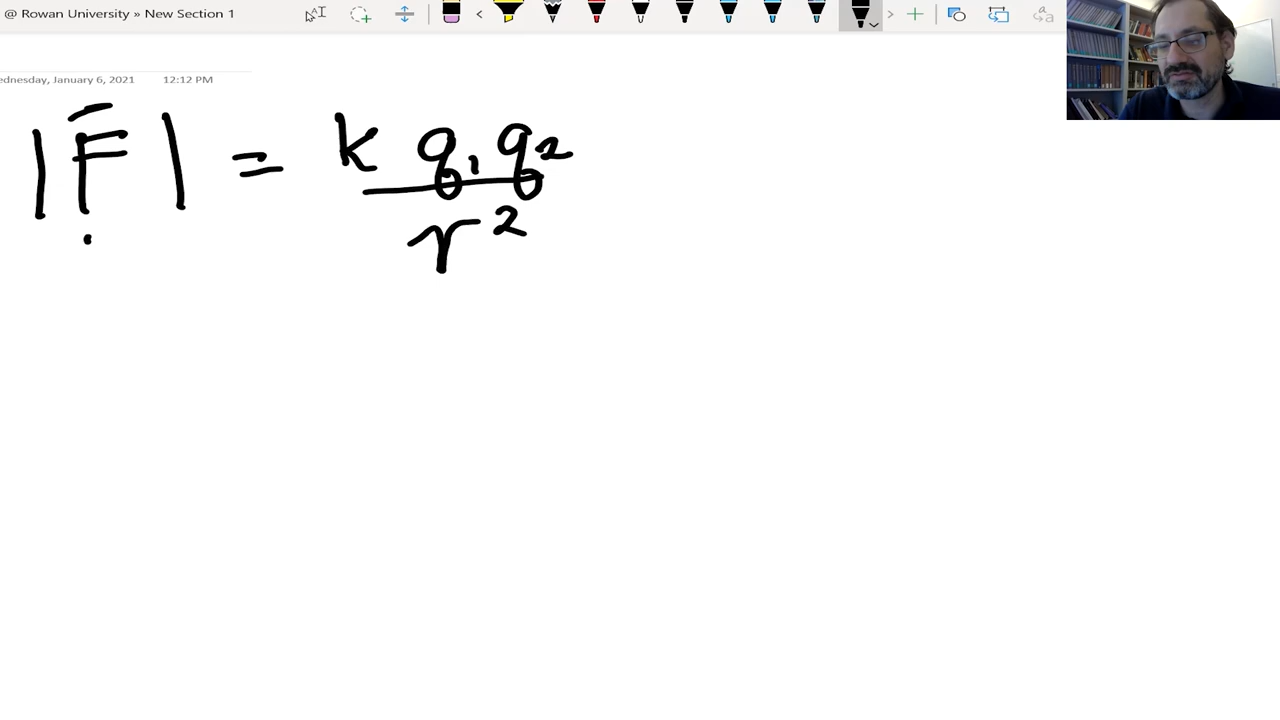 @ Rowan University » New Section 1
ednesday, January 6, 2021 12:12 PM
|F̅| = k q₁q₂ / r²